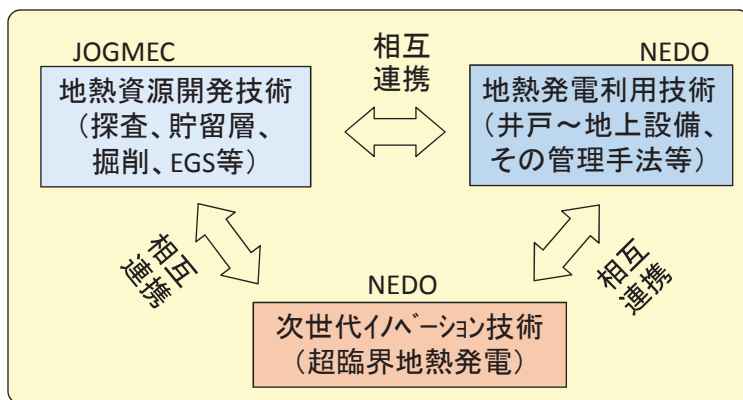 JOGMEC
地熱資源開発技術
（探査、貯留層、
掘削、EGS等）
相互
連携
NEDO
地熱発電利用技術
（井戸～地上設備、
その管理手法等）
相互
連携
相互
連携
NEDO
次世代ｲﾉﾍﾞｰｼｮﾝ技術
（超臨界地熱発電）